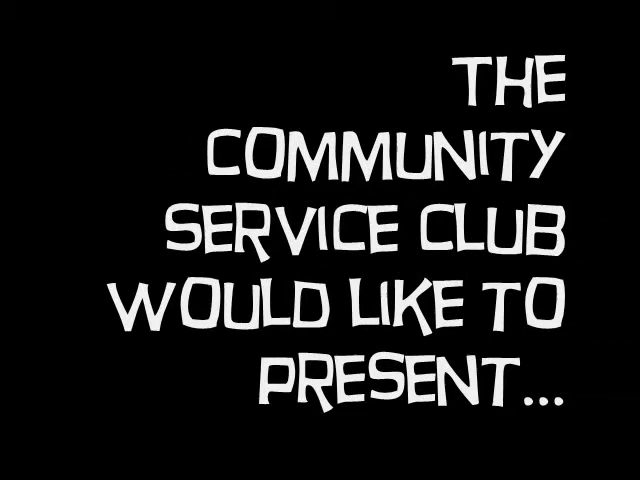 THE
COMMUNITY
SERVICE CLUB
WOULD LIKE TO
PRESENT...